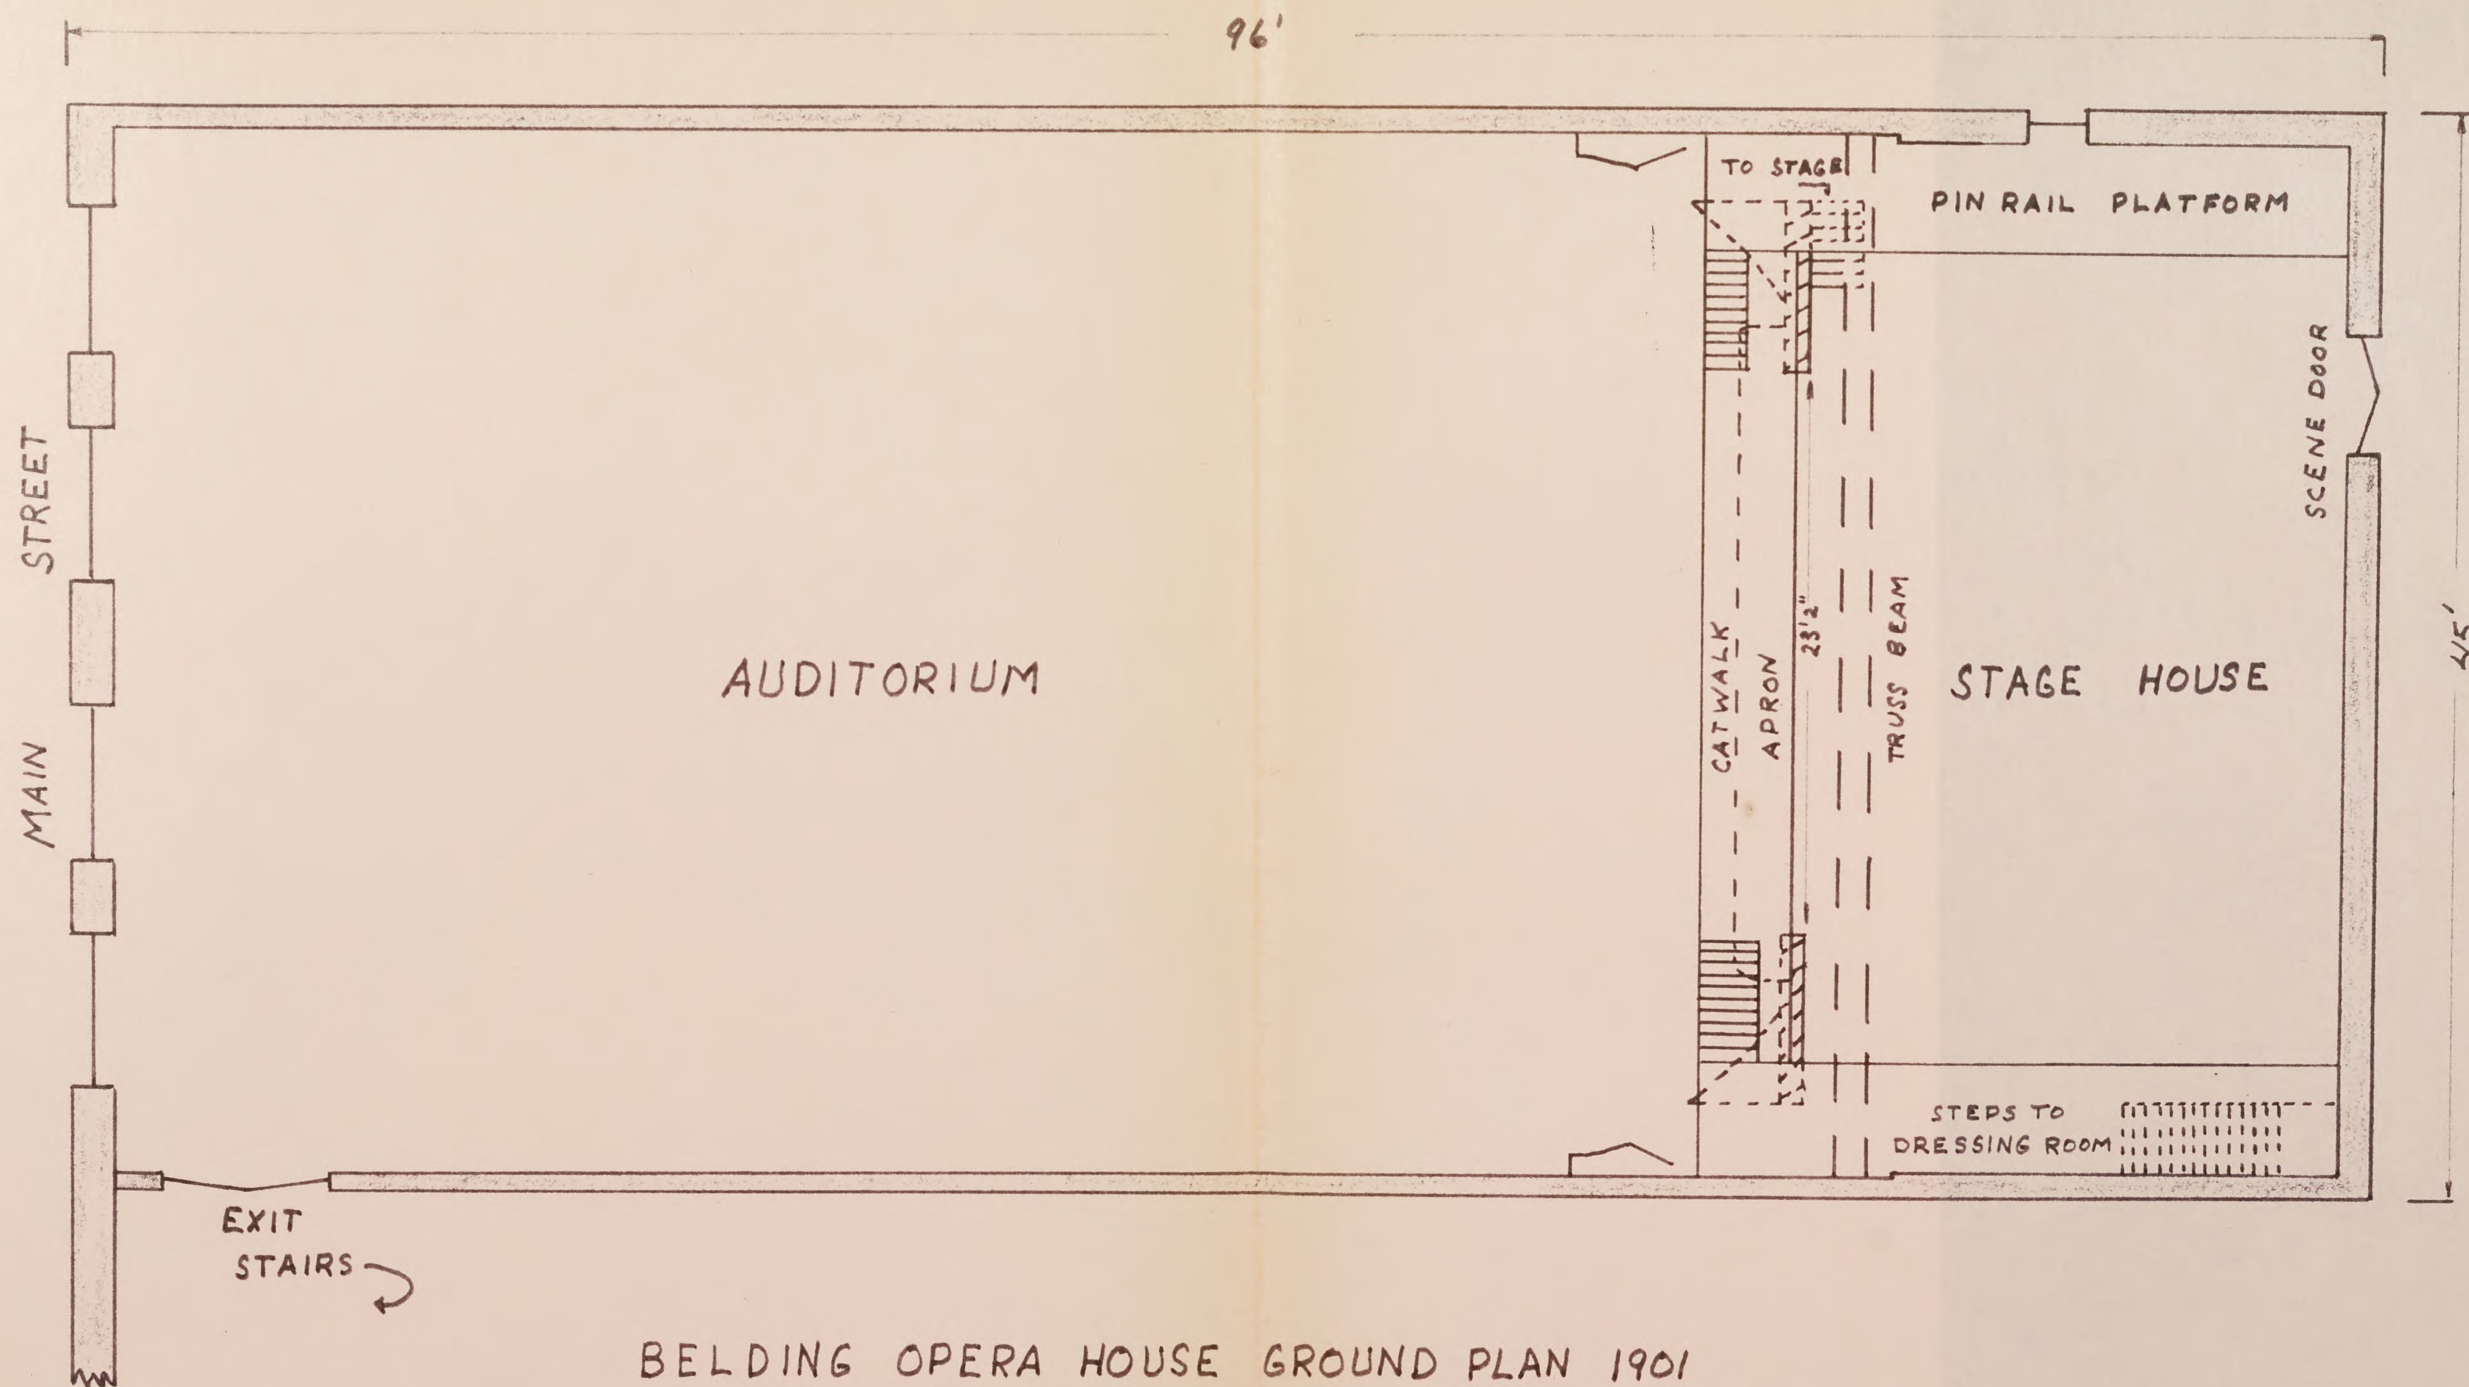 96'
TO STAGE
PIN RAIL PLATFORM
SCENE DOOR
MAIN STREET
AUDITORIUM
CATWALK
APRON
23'2"
TRUSS BEAM
STAGE HOUSE
45'
STEPS TO
DRESSING ROOM
EXIT
STAIRS
BELDING OPERA HOUSE GROUND PLAN 1901